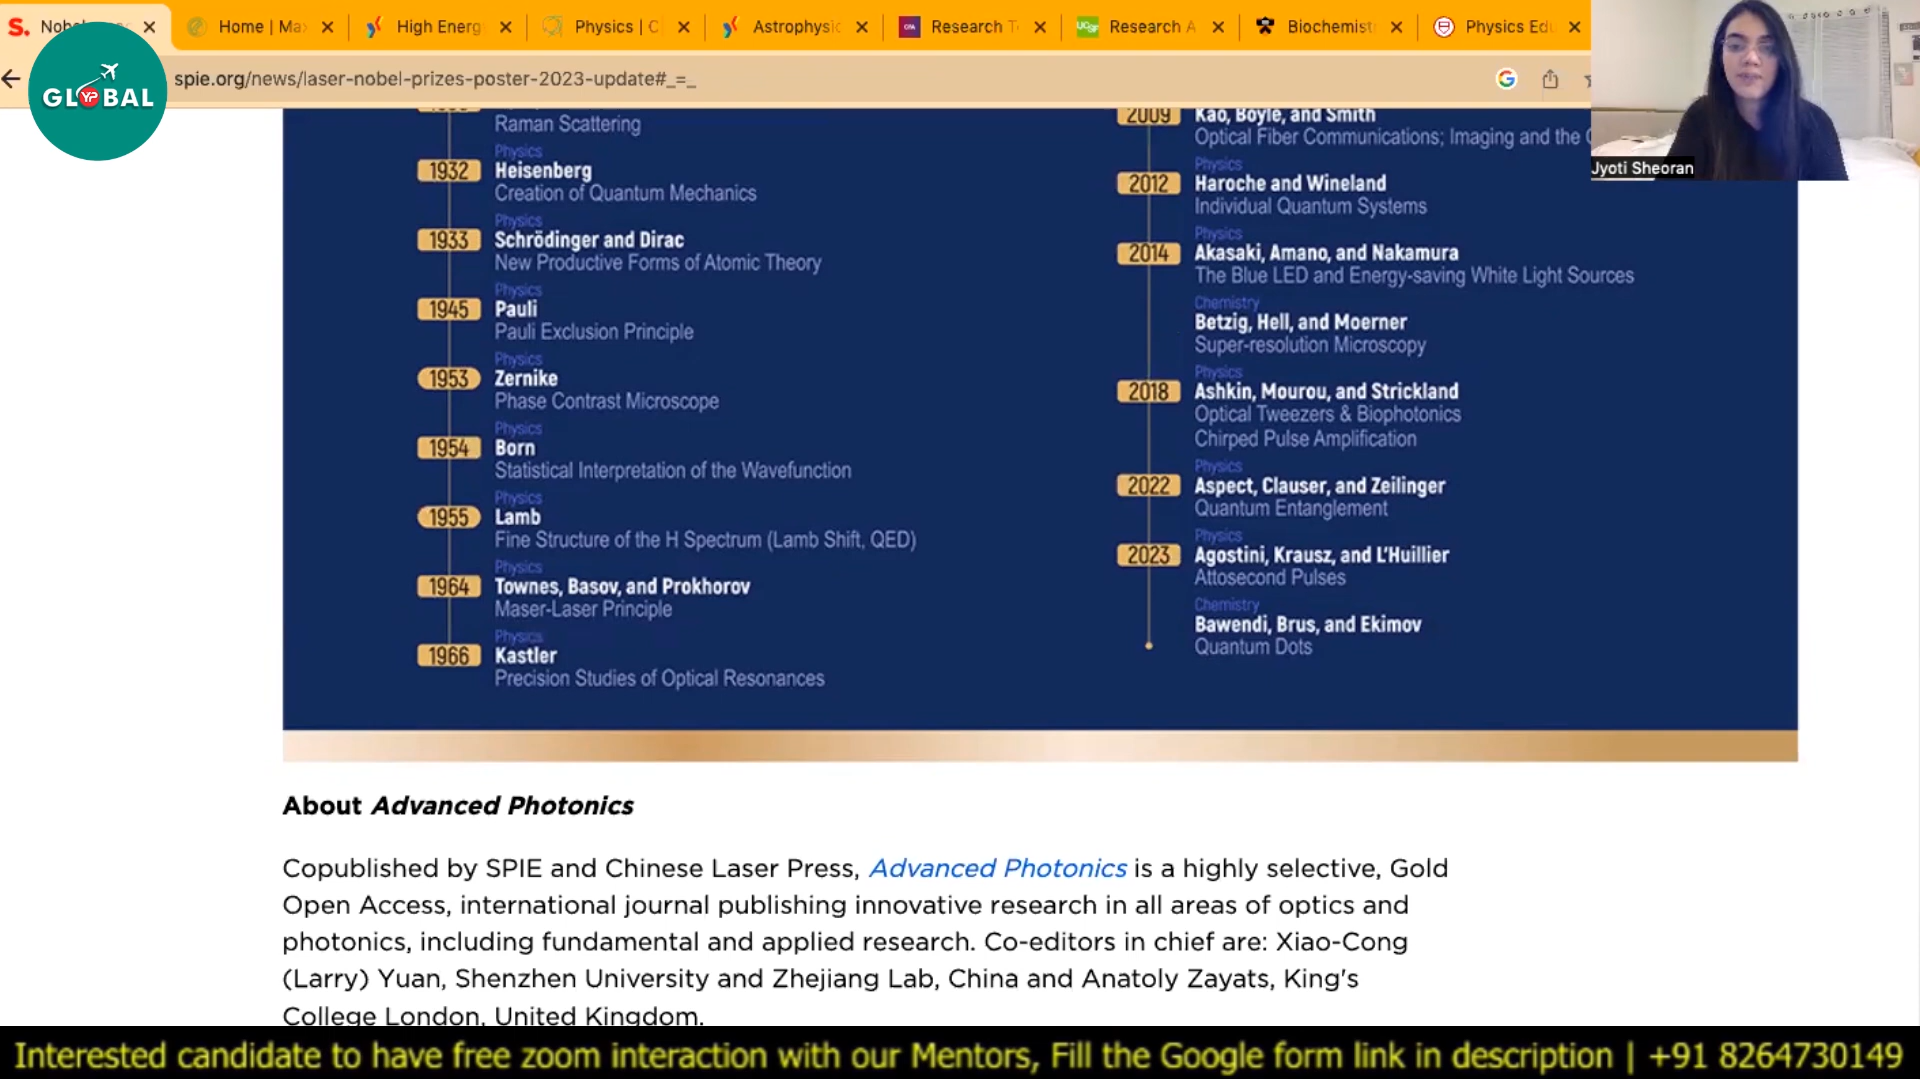 Home | Ma
High Energ
Physics | C
Astrophysic
Research T
Research A
Biochemist
Physics Edu
spie.org/news/laser-nobel-prizes-poster-2023-update#_=_
GLOBAL
YP
Jyoti Sheoran
Raman Scattering
Physics
1932 Heisenberg
Creation of Quantum Mechanics
Physics
1933 Schrödinger and Dirac
New Productive Forms of Atomic Theory
Physics
1945 Pauli
Pauli Exclusion Principle
Physics
1953 Zernike
Phase Contrast Microscope
Physics
1954 Born
Statistical Interpretation of the Wavefunction
Physics
1955 Lamb
Fine Structure of the H Spectrum (Lamb Shift, QED)
Physics
1964 Townes, Basov, and Prokhorov
Maser-Laser Principle
Physics
1966 Kastler
Precision Studies of Optical Resonances
2009 Kao, Boyle, and Smith
Optical Fiber Communications; Imaging and the
Physics
2012 Haroche and Wineland
Individual Quantum Systems
Physics
2014 Akasaki, Amano, and Nakamura
The Blue LED and Energy-saving White Light Sources
Chemistry
Betzig, Hell, and Moerner
Super-resolution Microscopy
Physics
2018 Ashkin, Mourou, and Strickland
Optical Tweezers & Biophotonics
Chirped Pulse Amplification
Physics
2022 Aspect, Clauser, and Zeilinger
Quantum Entanglement
Physics
2023 Agostini, Krausz, and L'Huillier
Attosecond Pulses
Chemistry
Bawendi, Brus, and Ekimov
Quantum Dots
About Advanced Photonics
Copublished by SPIE and Chinese Laser Press, Advanced Photonics is a highly selective, Gold
Open Access, international journal publishing innovative research in all areas of optics and
photonics, including fundamental and applied research. Co-editors in chief are: Xiao-Cong
(Larry) Yuan, Shenzhen University and Zhejiang Lab, China and Anatoly Zayats, King's
College London, United Kingdom.
Interested candidate to have free zoom interaction with our Mentors, Fill the Google form link in description | +91 8264730149